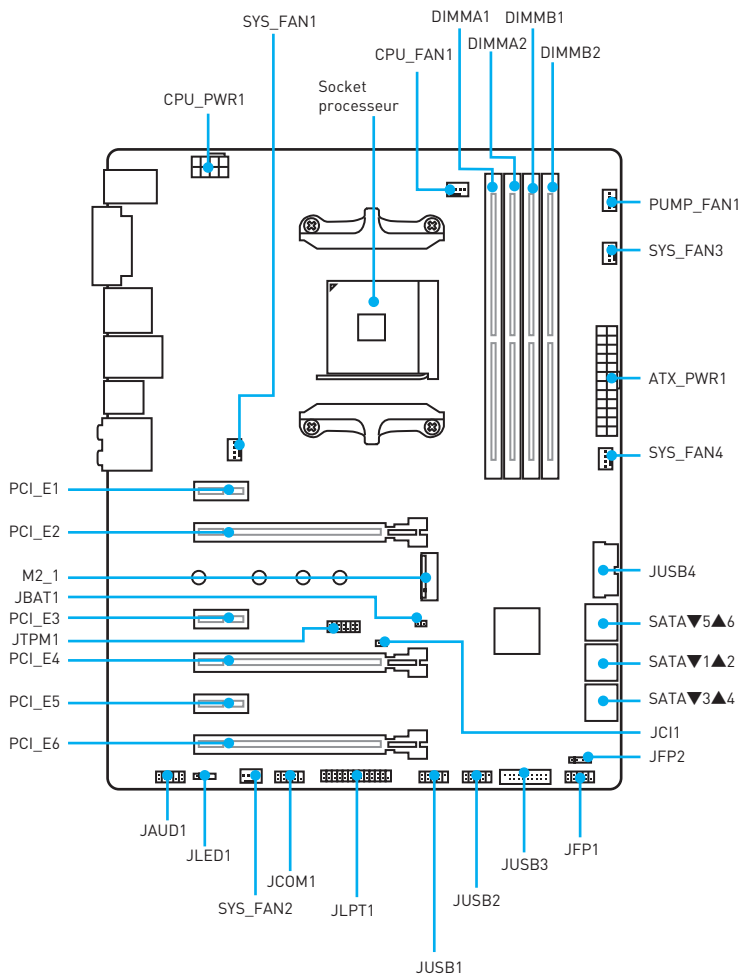 SYS_FAN1
DIMMA1
DIMMB1
DIMMA2
CPU_FAN1
DIMMB2
Socket
processeur
CPU_PWR1
PUMP_FAN1
SYS_FAN3
ATX_PWR1
SYS_FAN4
PCI_E1
PCI_E2
M2_1
JUSB4
JBAT1
PCI_E3
SATA▼5▲6
JTPM1
PCI_E4
SATA▼1▲2
PCI_E5
SATA▼3▲4
JCI1
PCI_E6
JFP2
JAUD1
JLED1
JCOM1
SYS_FAN2
JLPT1
JUSB1
JUSB2
JUSB3
JFP1